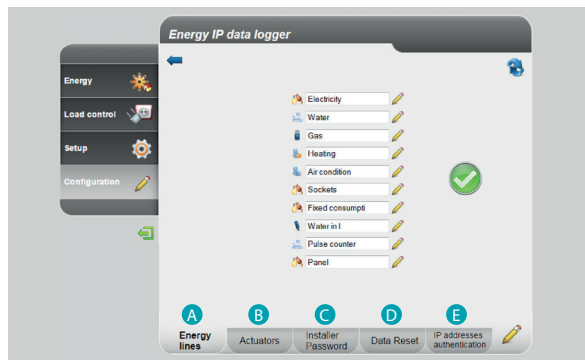 Energy IP data logger
Energy
Load control
Setup
Configuration
Electricity
Water
Gas
Heating
Air condition
Sockets
Fixed consumpti
Water in l
Pulse counter
Panel
A
B
C
D
E
Energy
lines
Actuators
Installer
Password
Data Reset
IP addresses
authentication